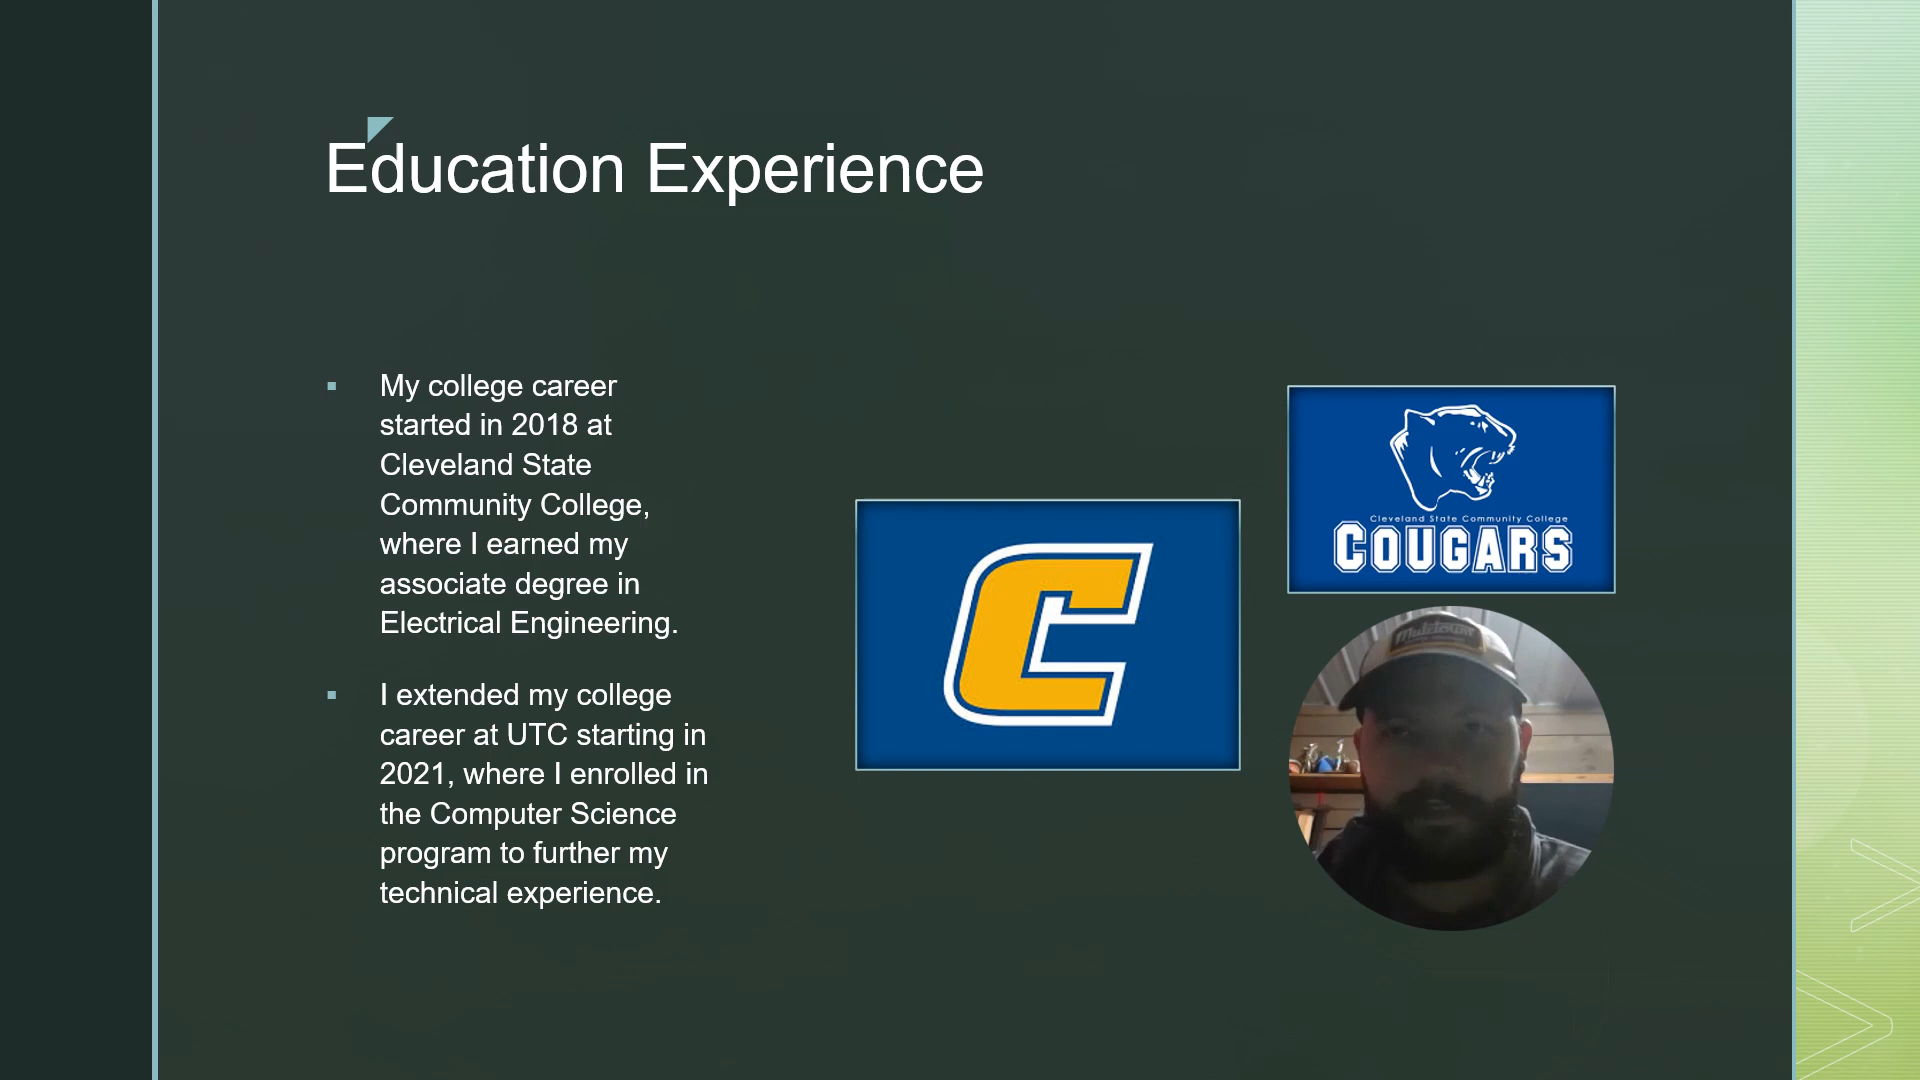 Education Experience
My college career
started in 2018 at
Cleveland State
Community College,
where I earned my
associate degree in
Electrical Engineering.
I extended my college
career at UTC starting in
2021, where I enrolled in
the Computer Science
program to further my
technical experience.
C
Cleveland State Community College
COUGARS